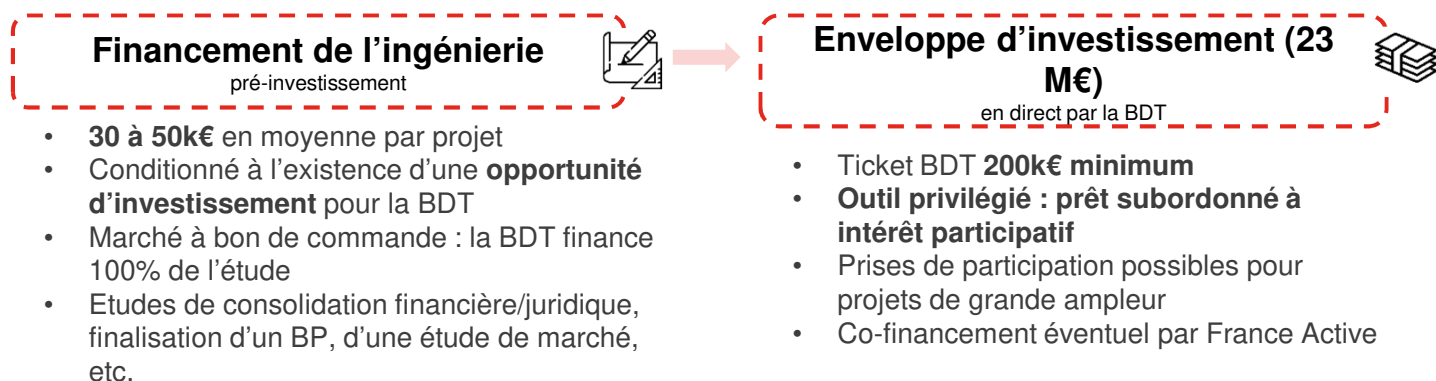 Financement de l’ingénierie
pré-investissement
• 30 à 50k€ en moyenne par projet
• Conditionné à l’existence d’une opportunité
d’investissement pour la BDT
• Marché à bon de commande : la BDT finance
100% de l’étude
• Etudes de consolidation financière/juridique,
finalisation d’un BP, d’une étude de marché,
etc.
Enveloppe d’investissement (23
M€)
en direct par la BDT
• Ticket BDT 200k€ minimum
• Outil privilégié : prêt subordonné à
intérêt participatif
• Prises de participation possibles pour
projets de grande ampleur
• Co-financement éventuel par France Active